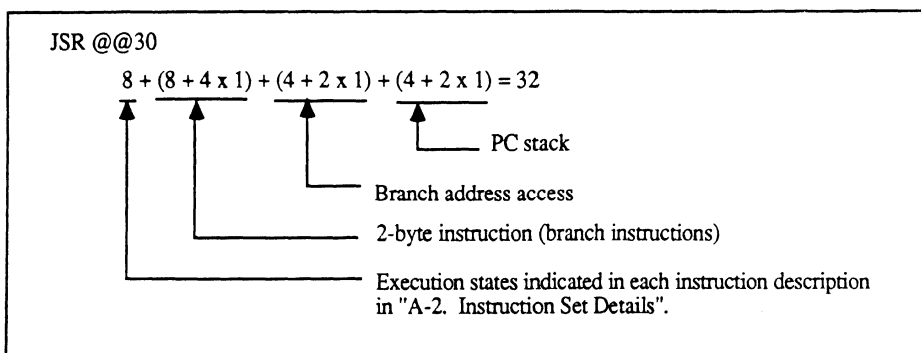 JSR @@30
8 + (8 + 4 x 1) + (4 + 2 x 1) + (4 + 2 x 1) = 32
PC stack
Branch address access
2-byte instruction (branch instructions)
Execution states indicated in each instruction description
in "A-2. Instruction Set Details".